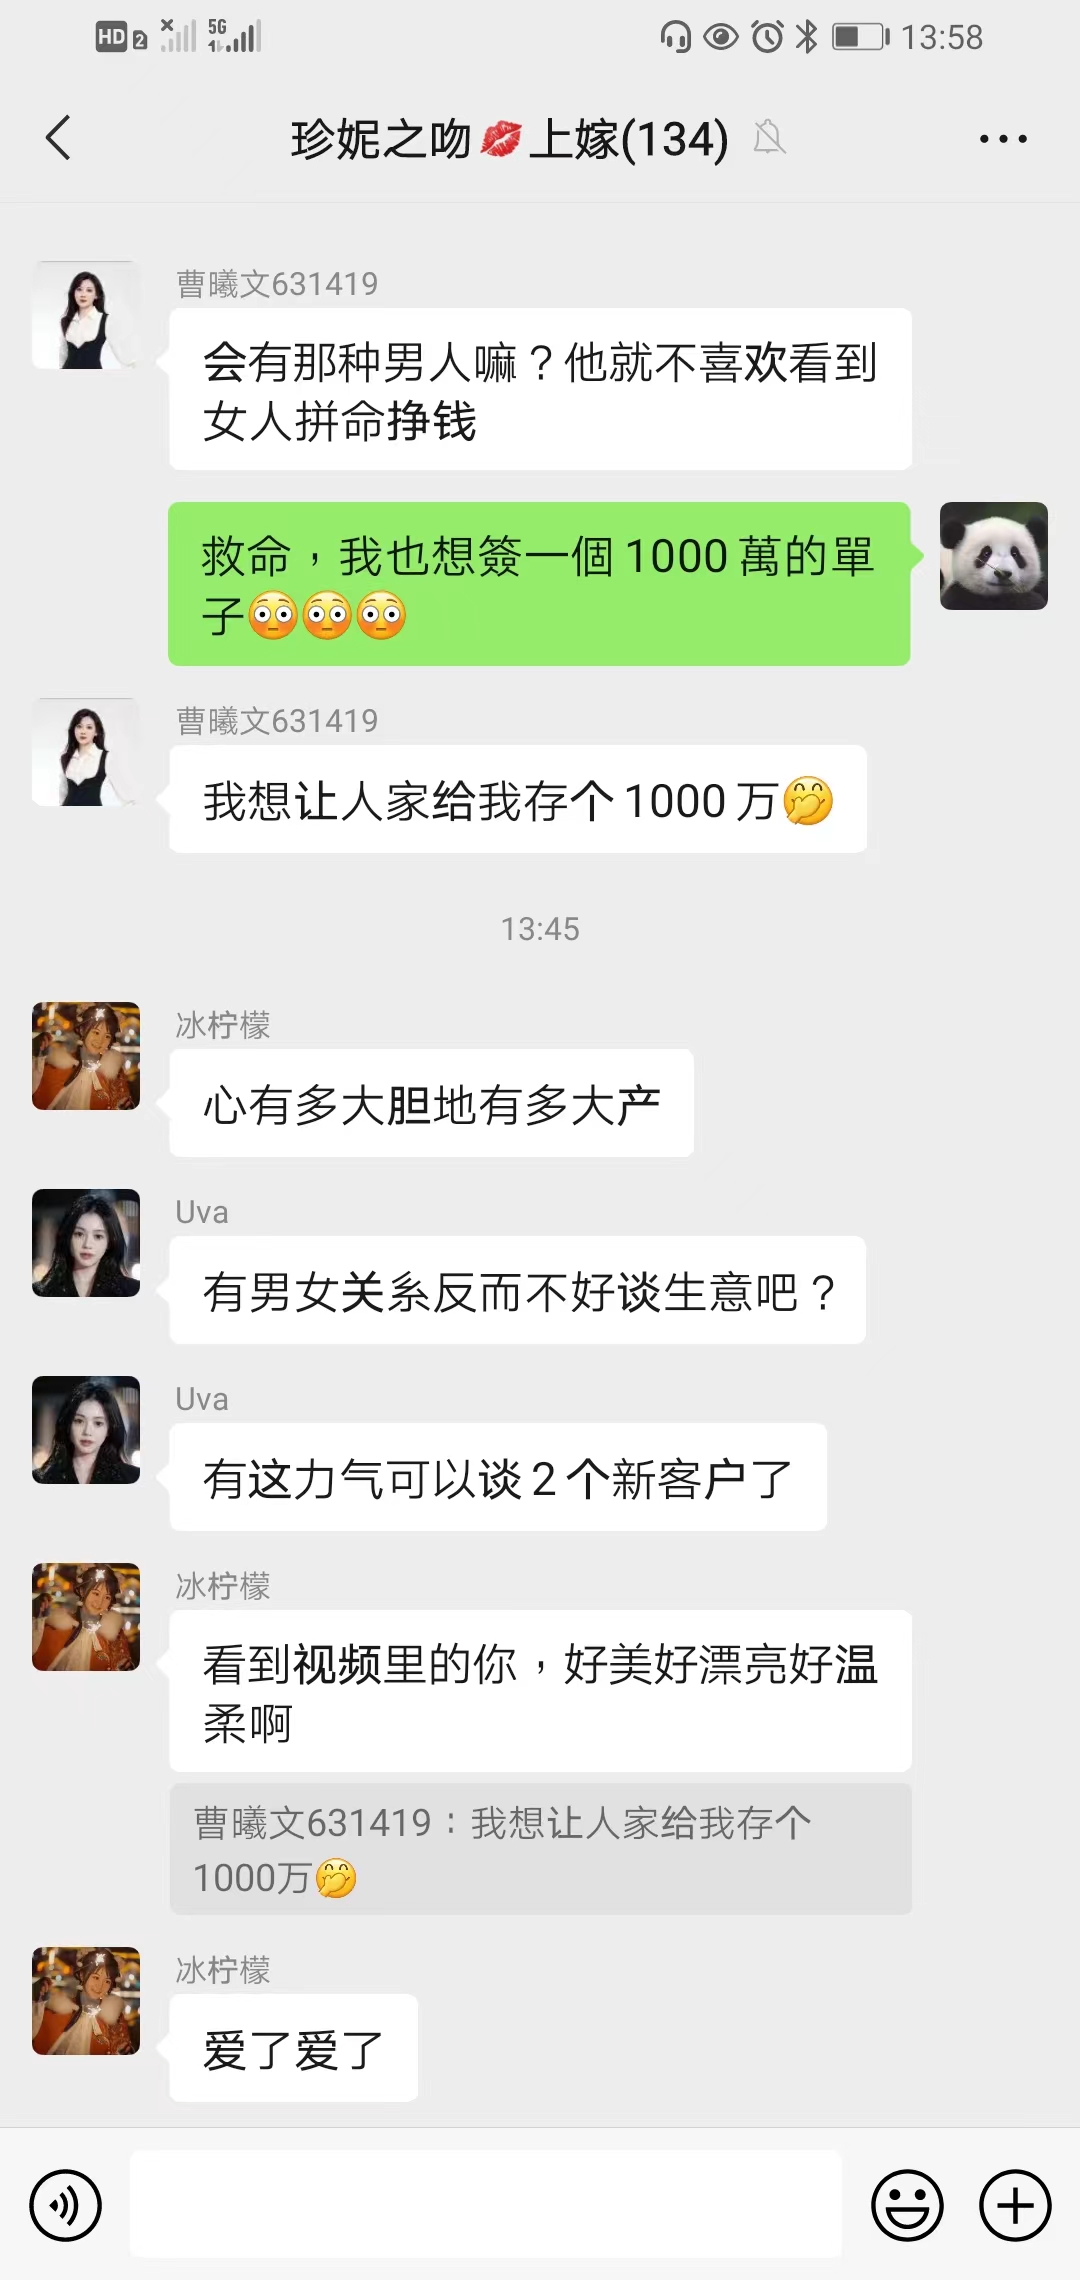 HD 2 5G 13:58
珍妮之吻💋上嫁(134)
曹曦文631419
会有那种男人嘛？他就不喜欢看到
女人拼命挣钱
救命，我也想簽一個1000萬的單
子😳😳😳
曹曦文631419
我想让人家给我存个1000万🤭
13:45
冰柠檬
心有多大胆地有多大产
Uva
有男女关系反而不好谈生意吧？
Uva
有这力气可以谈2个新客户了
冰柠檬
看到视频里的你，好美好漂亮好温
柔啊
曹曦文631419：我想让人家给我存个
1000万🤭
冰柠檬
爱了爱了